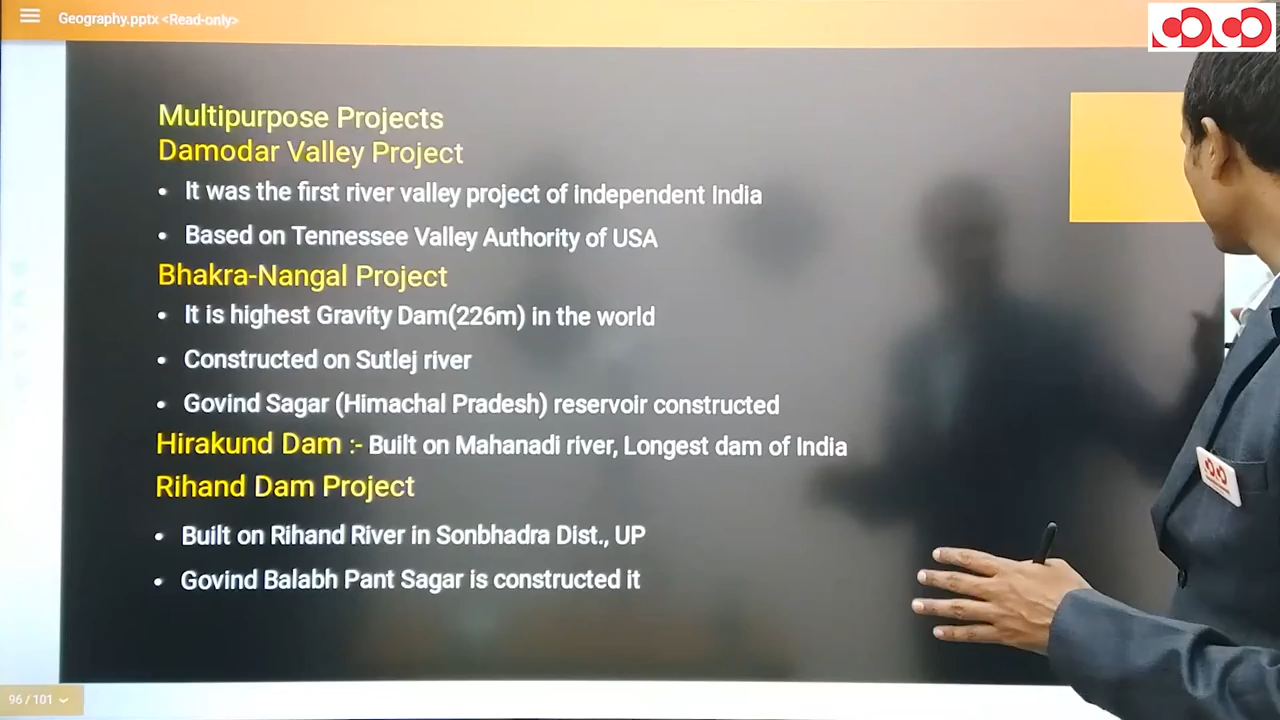 Geography.pptx <Read-only>
Multipurpose Projects
Damodar Valley Project
• It was the first river valley project of independent India
• Based on Tennessee Valley Authority of USA
Bhakra-Nangal Project
• It is highest Gravity Dam(226m) in the world
• Constructed on Sutlej river
• Govind Sagar (Himachal Pradesh) reservoir constructed
Hirakund Dam :- Built on Mahanadi river, Longest dam of India
Rihand Dam Project
• Built on Rihand River in Sonbhadra Dist., UP
• Govind Balabh Pant Sagar is constructed it
96 / 101